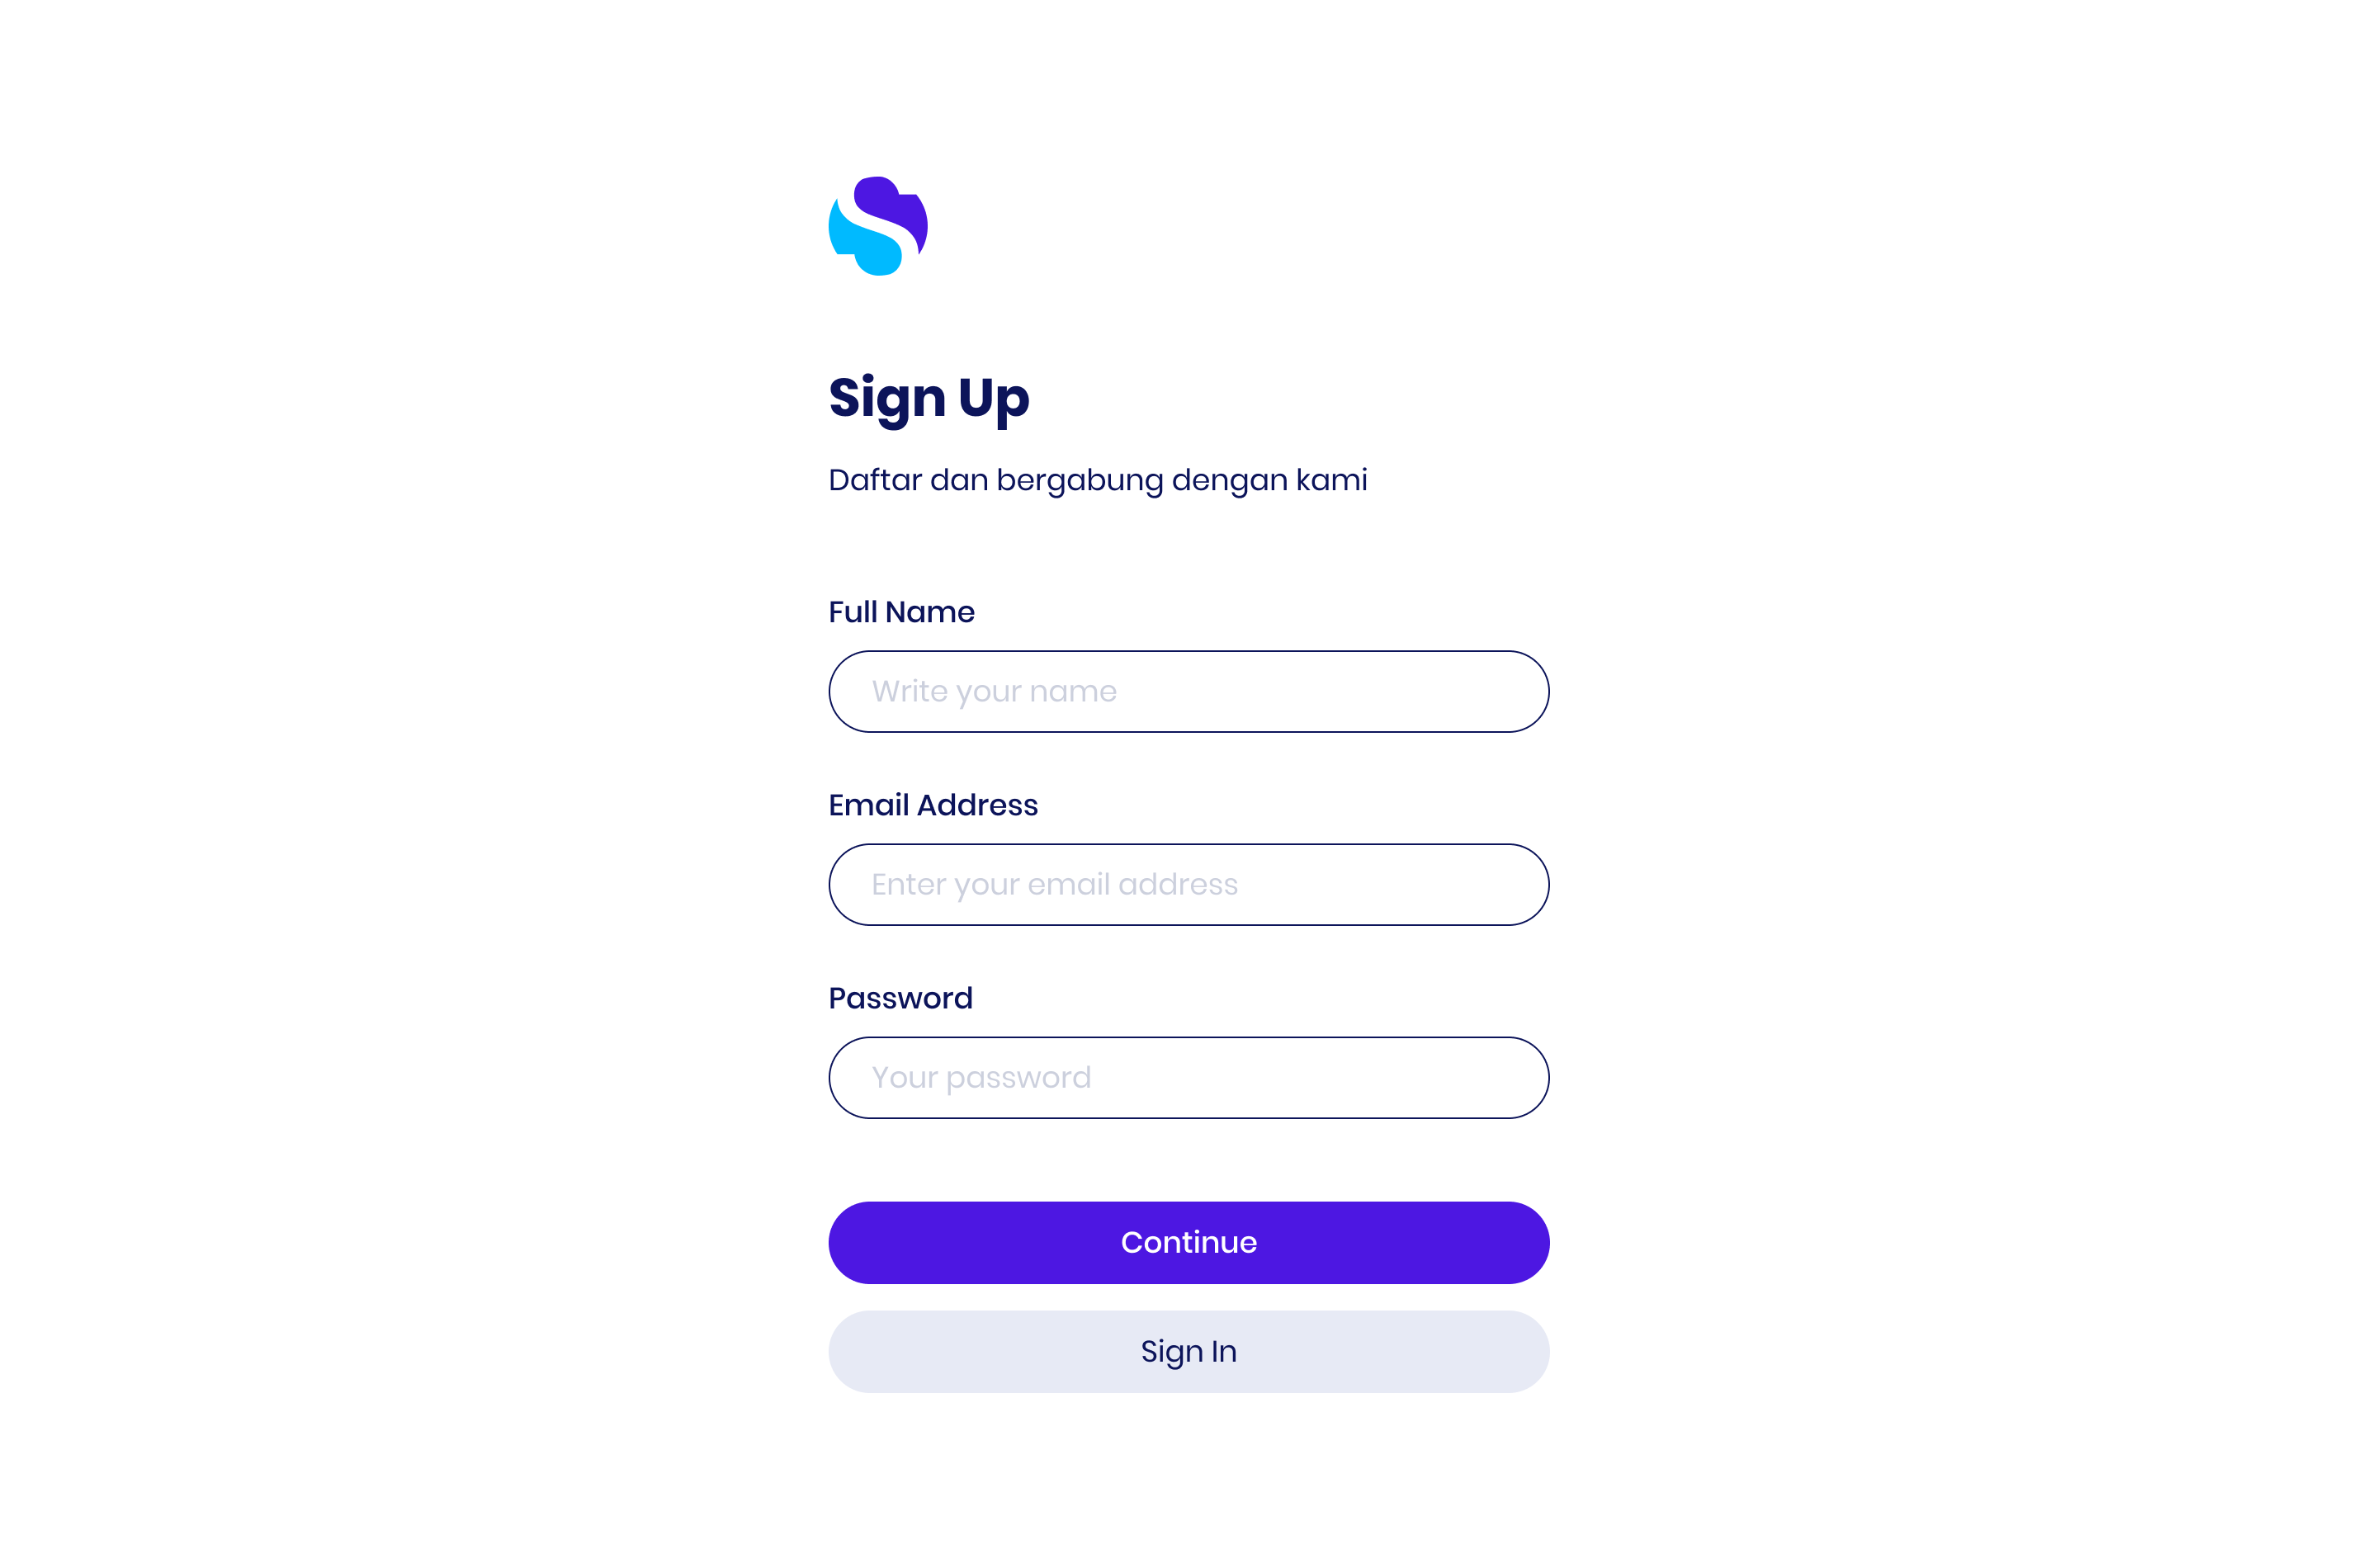 Sign Up
Daftar dan bergabung dengan kami
Full Name
Write your name
Email Address
Enter your email address
Password
Your password
Continue
Sign In